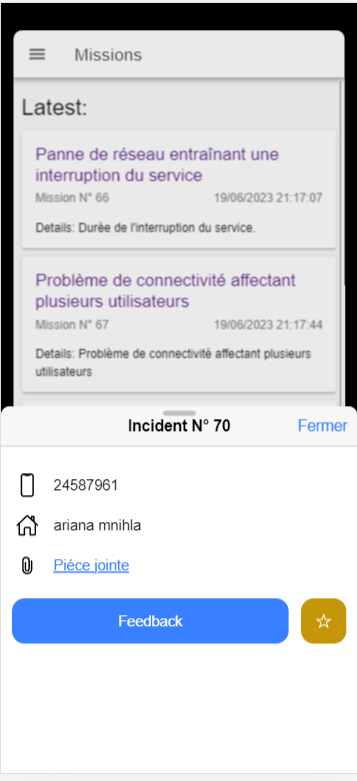 Missions
Latest:
Panne de réseau entraînant une
interruption du service
Mission N° 66 19/06/2023 21:17:07
Details: Durée de l'interruption du service.
Problème de connectivité affectant
plusieurs utilisateurs
Mission N° 67 19/06/2023 21:17:44
Details: Problème de connectivité affectant plusieurs
utilisateurs
Incident N° 70 Fermer
24587961
ariana mnihla
Piéce jointe
Feedback